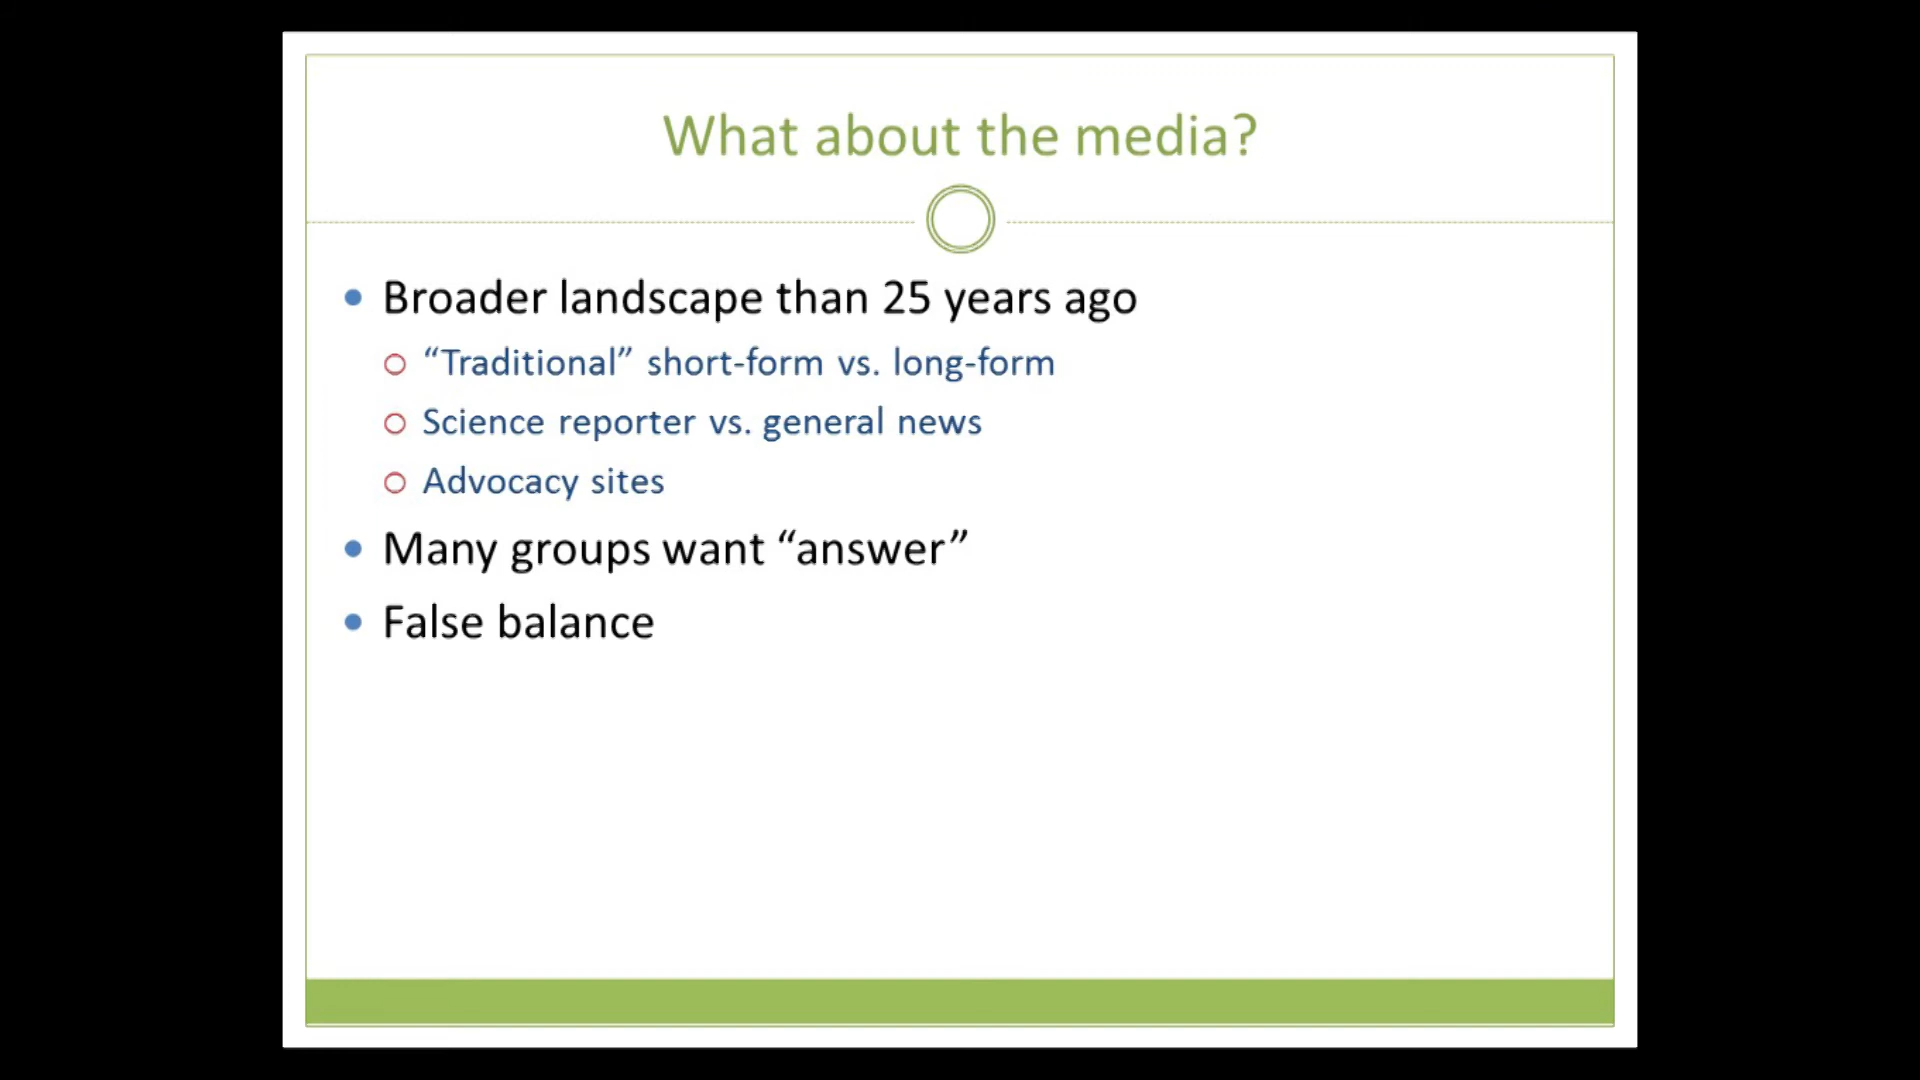 What about the media?
Broader landscape than 25 years ago
“Traditional” short-form vs. long-form
Science reporter vs. general news
Advocacy sites
Many groups want “answer”
False balance